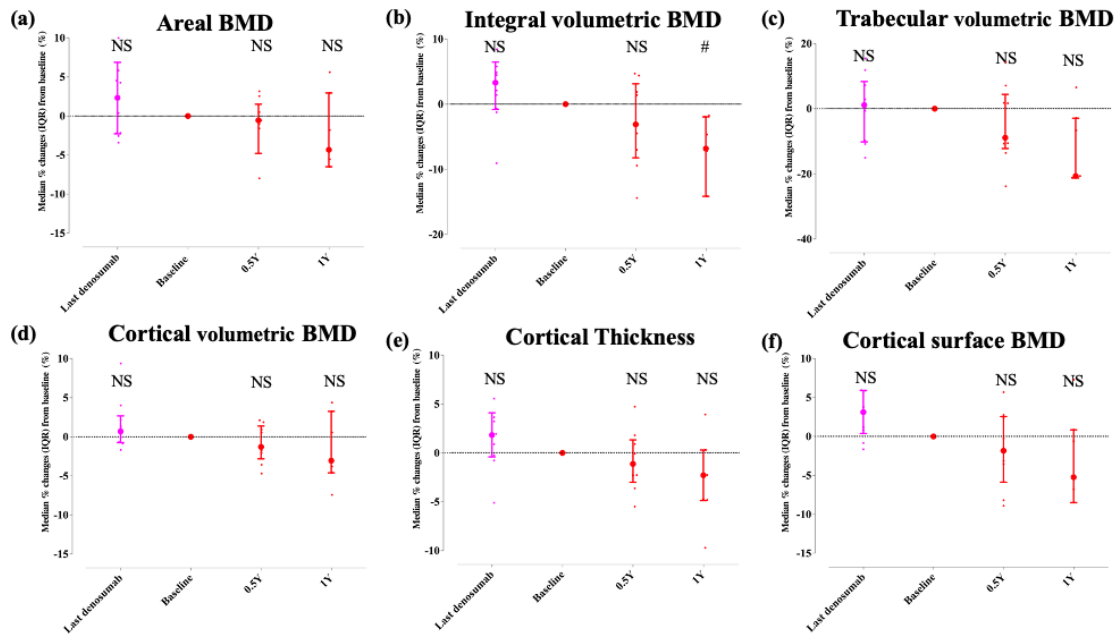 (a) Areal BMD
Median % changes (IQR) from baseline (%)
10
5
0
-5
-10
-15
NS NS NS
Last denosumab Baseline 0.5Y 1Y
(b) Integral volumetric BMD
Median % changes (IQR) from baseline (%)
10
0
-10
-20
NS NS #
Last denosumab Baseline 0.5Y 1Y
(c) Trabecular volumetric BMD
Median % changes (IQR) from baseline (%)
20
0
-20
-40
NS NS NS
Last denosumab Baseline 0.5Y 1Y
(d) Cortical volumetric BMD
Median % changes (IQR) from baseline (%)
10
5
0
-5
-10
-15
NS NS NS
Last denosumab Baseline 0.5Y 1Y
(e) Cortical Thickness
Median % changes (IQR) from baseline (%)
10
5
0
-5
-10
NS NS NS
Last denosumab Baseline 0.5Y 1Y
(f) Cortical surface BMD
Median % changes (IQR) from baseline (%)
10
5
0
-5
-10
-15
NS NS NS
Last denosumab Baseline 0.5Y 1Y